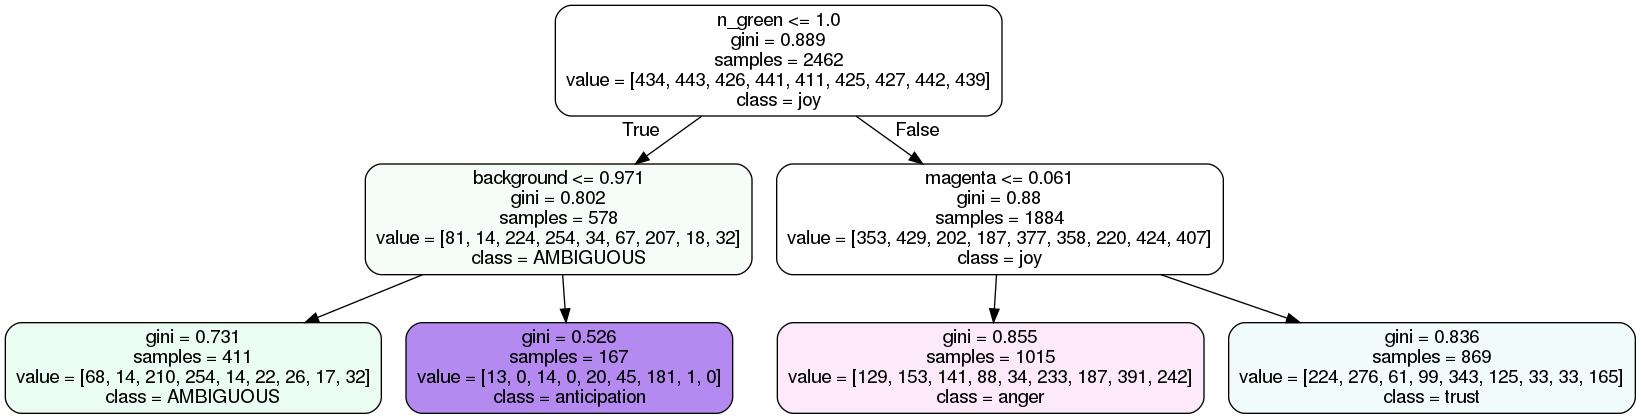 n_green <= 1.0
gini = 0.889
samples = 2462
value = [434, 443, 426, 441, 411, 425, 427, 442, 439]
class = joy
True
False
background <= 0.971
gini = 0.802
samples = 578
value = [81, 14, 224, 254, 34, 67, 207, 18, 32]
class = AMBIGUOUS
magenta <= 0.061
gini = 0.88
samples = 1884
value = [353, 429, 202, 187, 377, 358, 220, 424, 407]
class = joy
gini = 0.731
samples = 411
value = [68, 14, 210, 254, 14, 22, 26, 17, 32]
class = AMBIGUOUS
gini = 0.526
samples = 167
value = [13, 0, 14, 0, 20, 45, 181, 1, 0]
class = anticipation
gini = 0.855
samples = 1015
value = [129, 153, 141, 88, 34, 233, 187, 391, 242]
class = anger
gini = 0.836
samples = 869
value = [224, 276, 61, 99, 343, 125, 33, 33, 165]
class = trust